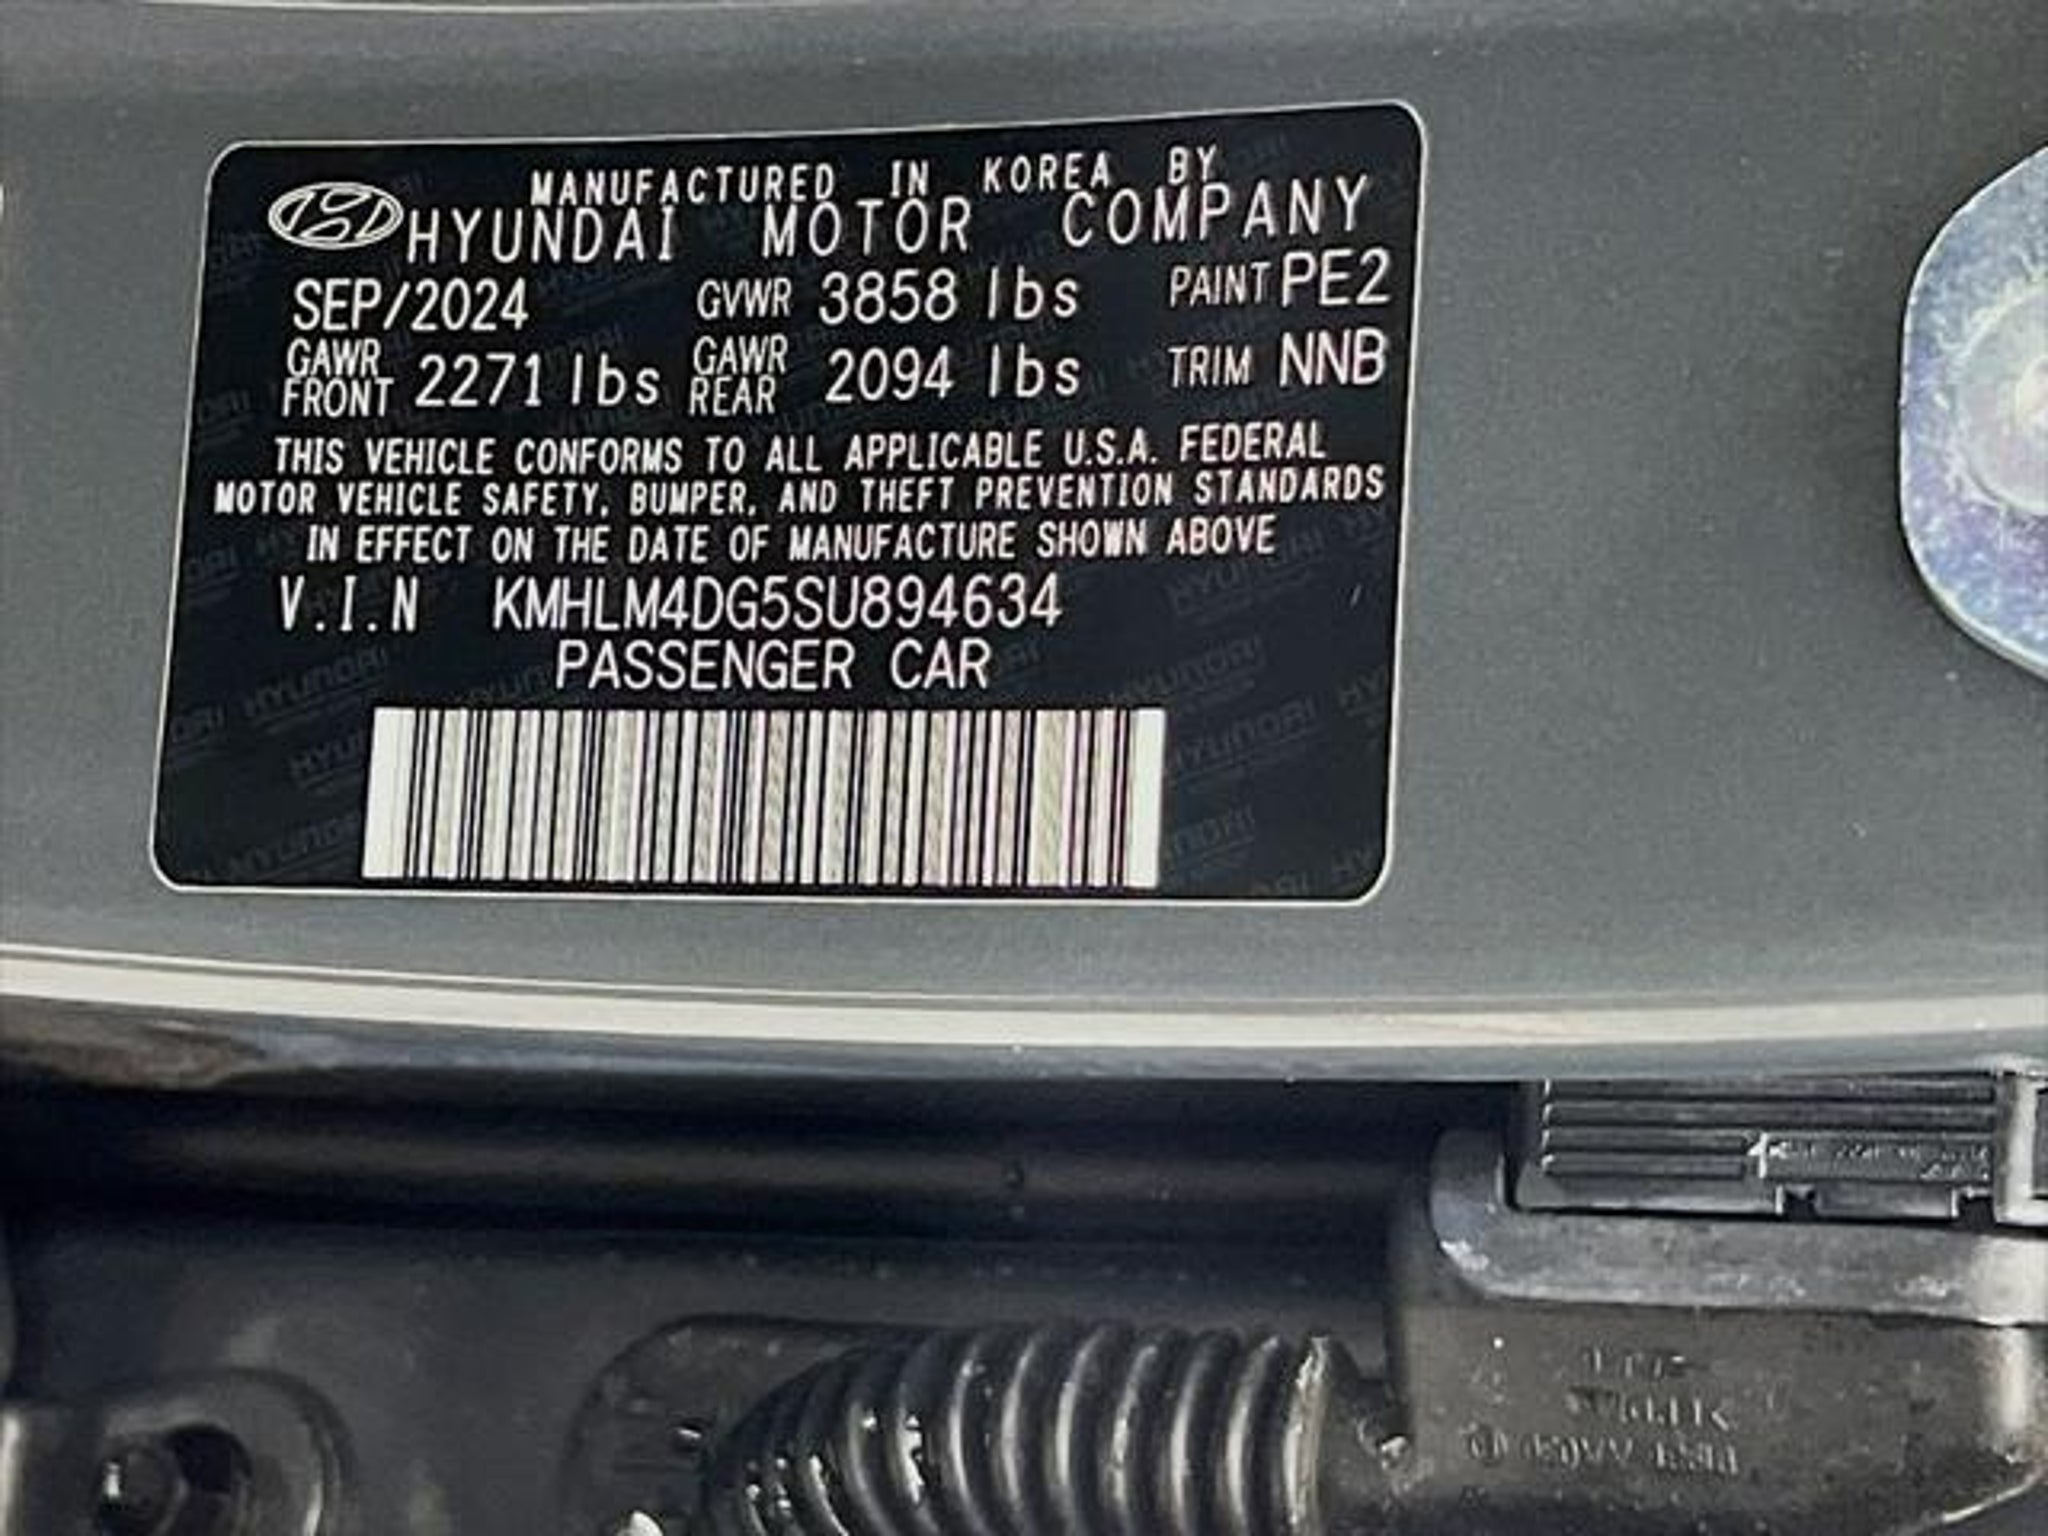 MANUFACTURED IN KOREA BY
HYUNDAI MOTOR COMPANY
SEP/2024 GVWR 3858 lbs PAINT PE2
GAWR FRONT 2271 lbs GAWR REAR 2094 lbs TRIM NNB
THIS VEHICLE CONFORMS TO ALL APPLICABLE U.S.A. FEDERAL
MOTOR VEHICLE SAFETY, BUMPER, AND THEFT PREVENTION STANDARDS
IN EFFECT ON THE DATE OF MANUFACTURE SHOWN ABOVE
V.I.N KMHLM4DG5SU894634
PASSENGER CAR